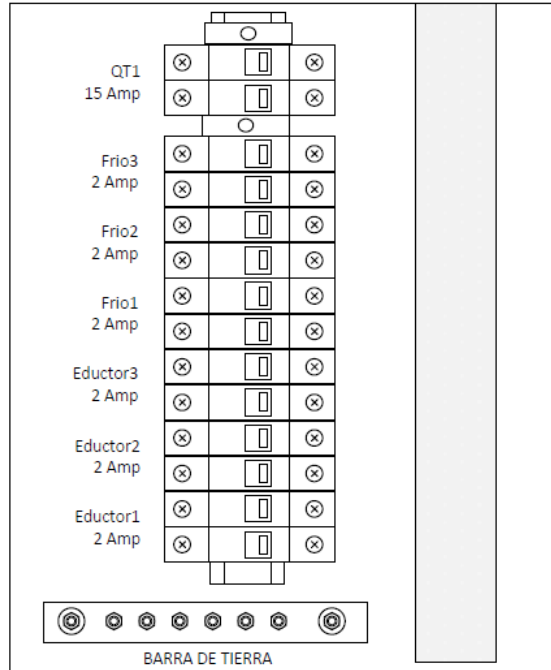 QT1
15 Amp
Frio3
2 Amp
Frio2
2 Amp
Frio1
2 Amp
Eductor3
2 Amp
Eductor2
2 Amp
Eductor1
2 Amp
BARRA DE TIERRA